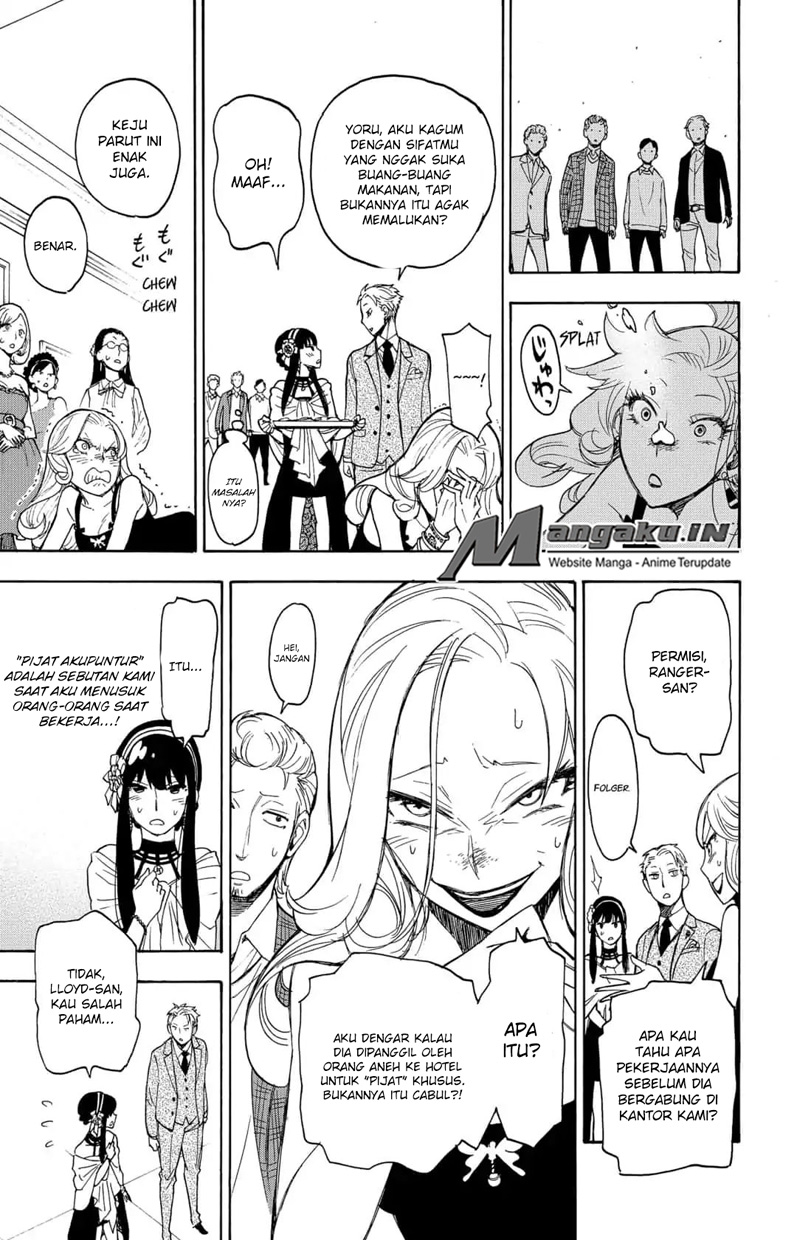 SPLAT
じゅわっ
YORU, AKU KAGUM
DENGAN SIFATMU
YANG NGGAK SUKA
BUANG-BUANG
MAKANAN, TAPI
BUKANNYA ITU AGAK
MEMALUKAN?
OH!
MAAF...
~~~!
ITU
MASALAH
NYA?
KEJU
PARUT INI
ENAK
JUGA.
BENAR.
もぐ
もぐ
CHEW
CHEW
Mangaku.IN
Website Manga - Anime Terupdate
PERMISI,
RANGER-
SAN?
FOLGER.
APA KAU
TAHU APA
PEKERJAANNYA
SEBELUM DIA
BERGABUNG DI
KANTOR KAMI?
HEI,
JANGAN
APA
ITU?
AKU DENGAR KALAU
DIA DIPANGGIL OLEH
ORANG ANEH KE HOTEL
UNTUK "PIJAT" KHUSUS.
BUKANNYA ITU CABUL?!
ITU...
"PIJAT AKUPUNTUR"
ADALAH SEBUTAN KAMI
SAAT AKU MENUSUK
ORANG-ORANG SAAT
BEKERJA...!
TIDAK,
LLOYD-SAN,
KAU SALAH
PAHAM...